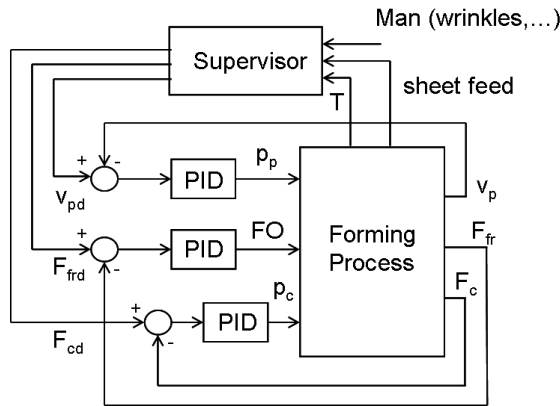 Man (wrinkles,...)
Supervisor
sheet feed
T
+
-
PID
p_p
v_pd
v_p
+
-
PID
FO
F_frd
Forming
Process
F_fr
F_c
+
-
PID
p_c
F_cd